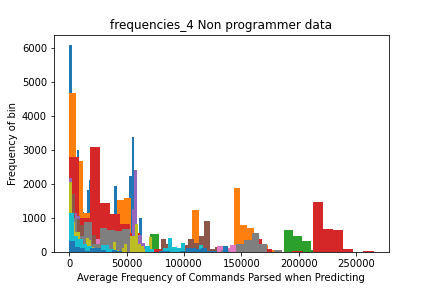 frequencies_4 Non programmer data
Frequency of bin
6000
5000
4000
3000
2000
1000
0
0 50000 100000 150000 200000 250000
Average Frequency of Commands Parsed when Predicting